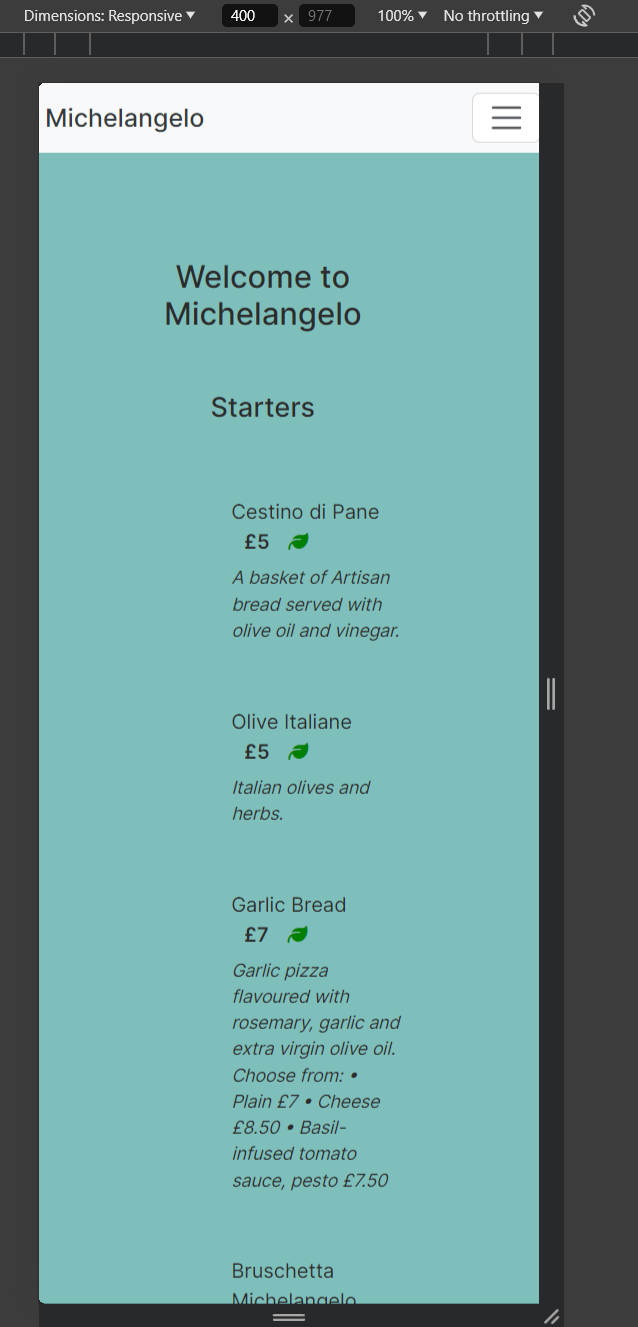 Dimensions: Responsive ▼ 400 × 977 100% ▼ No throttling ▼
Michelangelo
Welcome to
Michelangelo
Starters
Cestino di Pane
£5
A basket of Artisan
bread served with
olive oil and vinegar.
Olive Italiane
£5
Italian olives and
herbs.
Garlic Bread
£7
Garlic pizza
flavoured with
rosemary, garlic and
extra virgin olive oil.
Choose from: •
Plain £7 • Cheese
£8.50 • Basil-
infused tomato
sauce, pesto £7.50
Bruschetta
Michelangelo